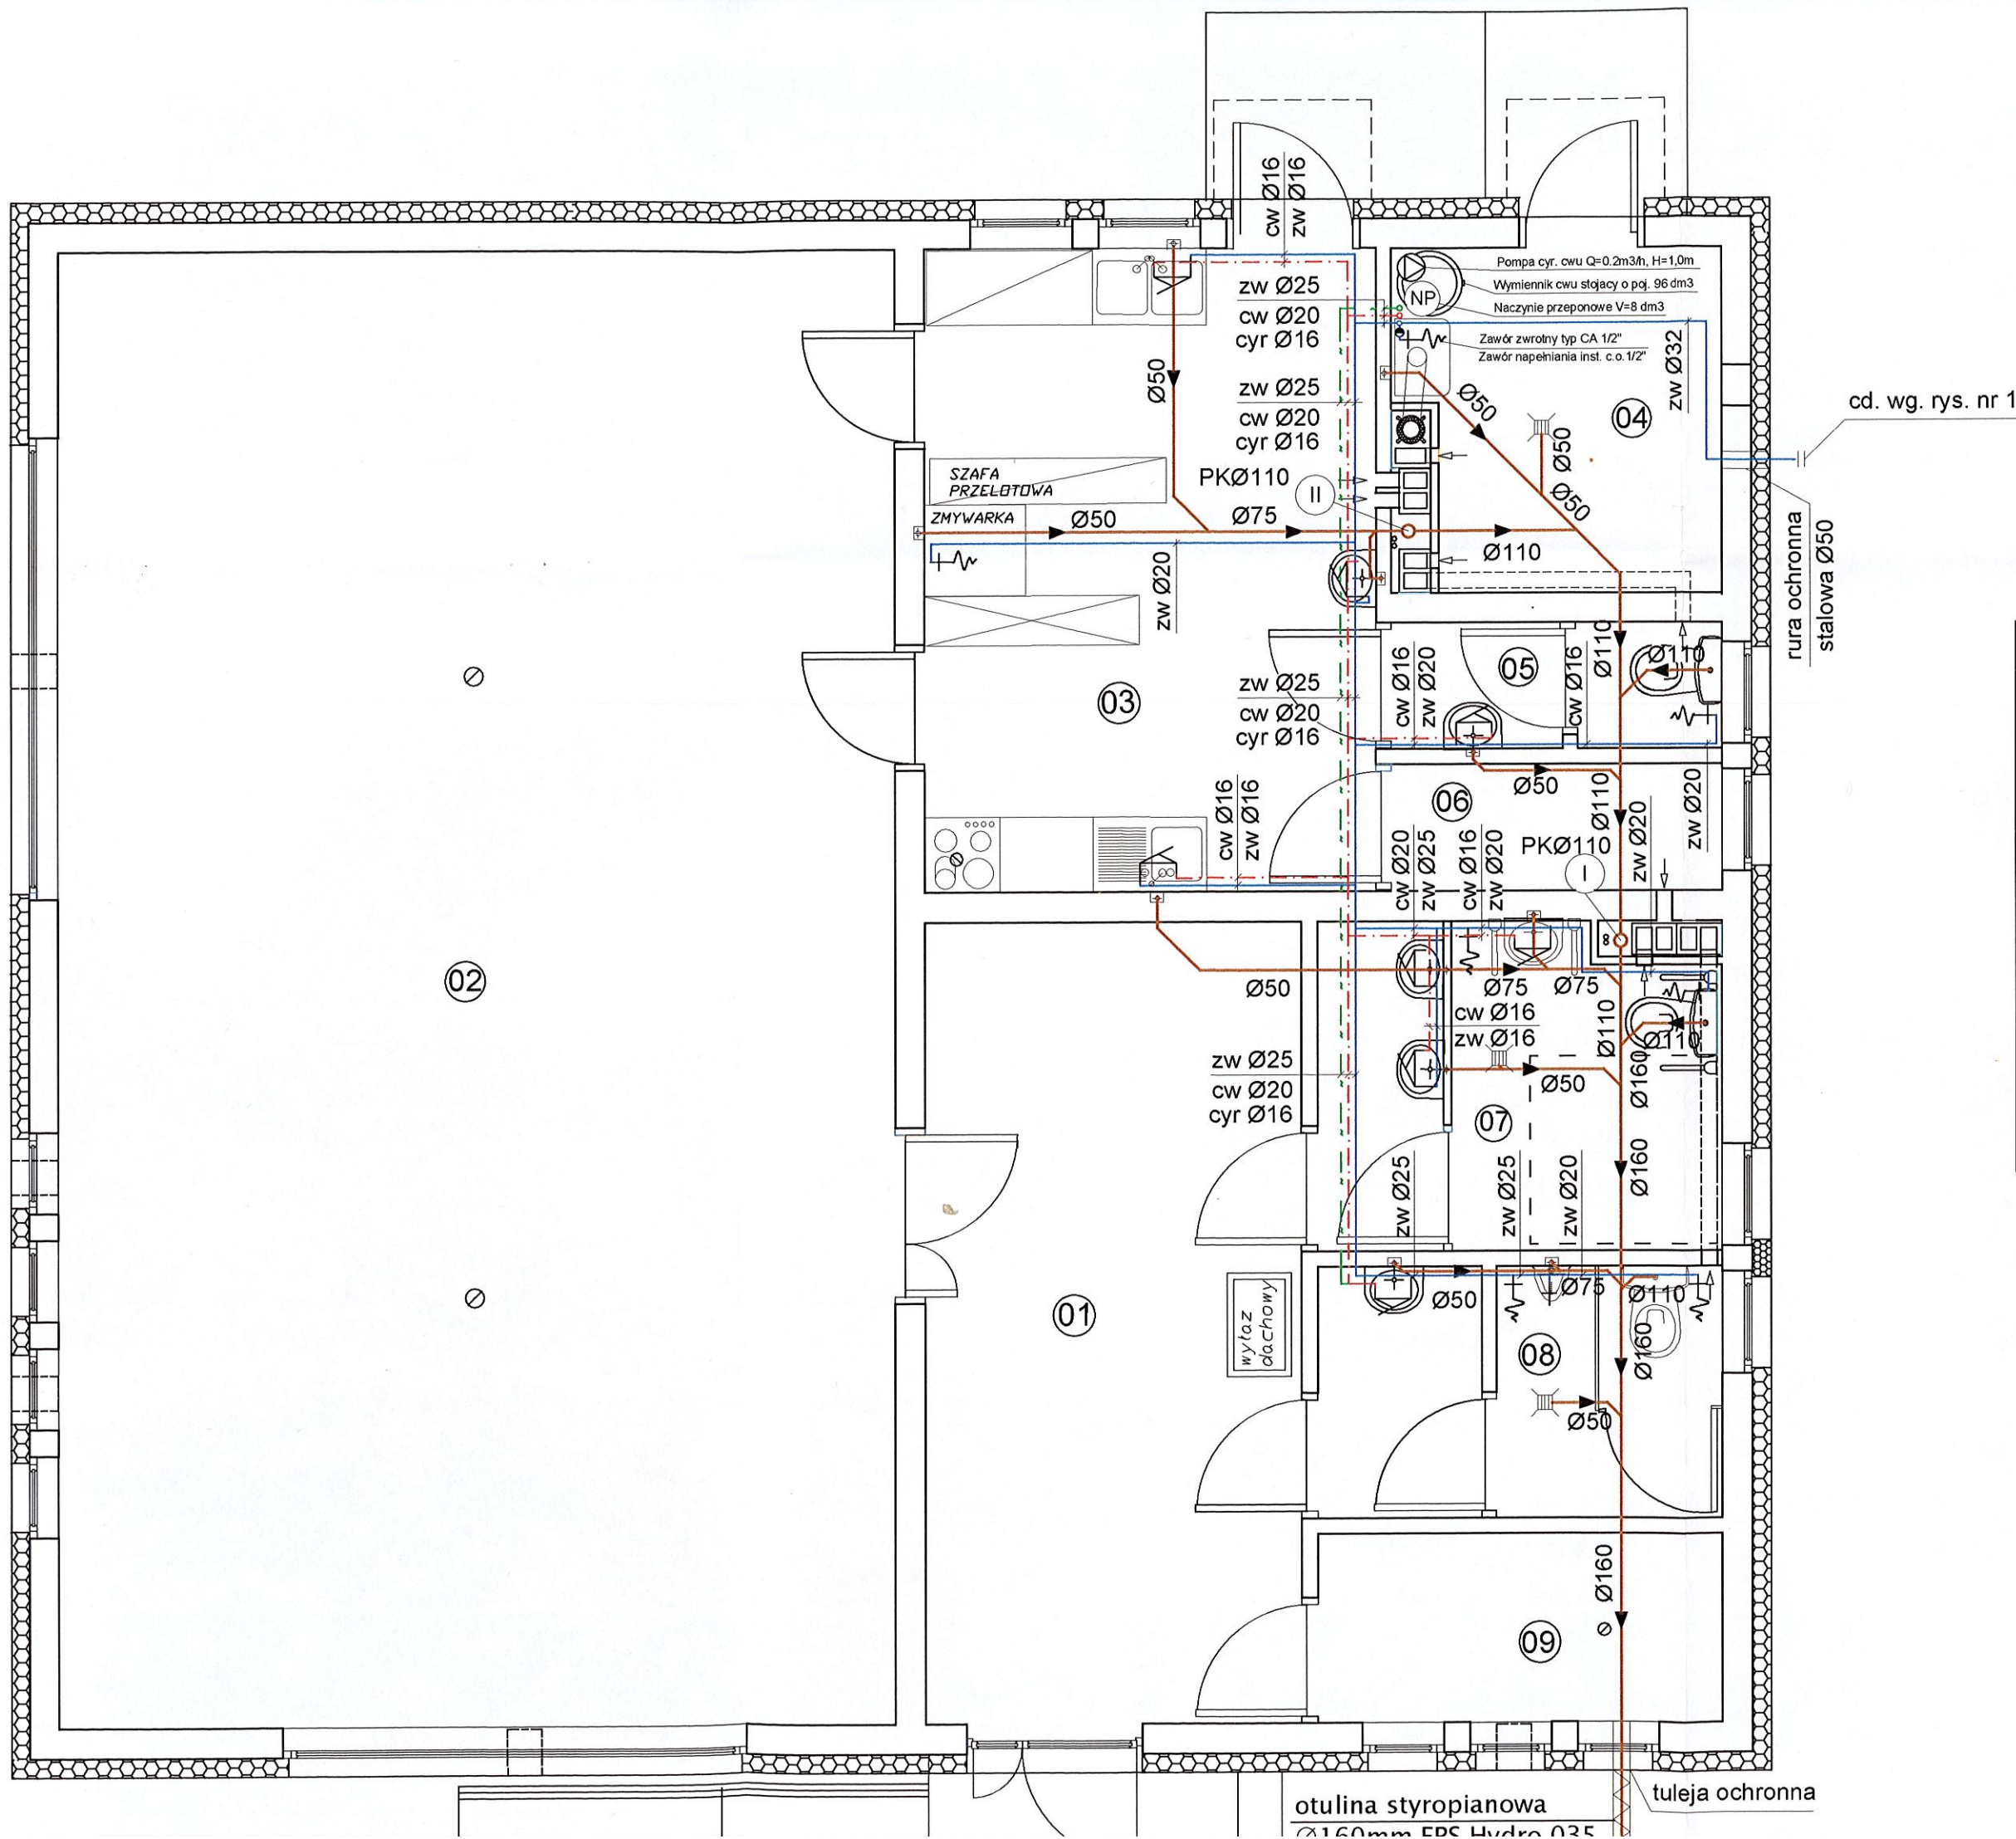 cw Ø16
zw Ø16
Pompa cyr. cwu Q=0.2m3/h, H=1,0m
Wymiennik cwu stojacy o poj. 96 dm3
NP
Naczynie przeponowe V=8 dm3
zw Ø25
cw Ø20
cyr Ø16
Zawór zwrotny typ CA 1/2"
Zawór napełniania inst. c.o.1/2"
zw Ø32
Ø50
zw Ø25
cw Ø20
cyr Ø16
Ø50
04
cd. wg. rys. nr 1
Ø50
SZAFA
PRZELOTOWA
PKØ110
II
Ø50
ZMYWARKA
Ø50
Ø75
Ø110
rura ochronna
stalowa Ø50
zw Ø20
05
Ø110
Ø110
cw Ø16
zw Ø20
cw Ø16
03
zw Ø25
cw Ø20
cyr Ø16
Ø50
06
Ø110
zw Ø20
zw Ø20
cw Ø16
zw Ø16
cw Ø20
zw Ø25
cw Ø16
zw Ø20
PKØ110
I
02
Ø50
Ø75
Ø75
cw Ø16
zw Ø16
Ø110
Ø110
zw Ø25
cw Ø20
cyr Ø16
Ø50
Ø160
07
zw Ø25
zw Ø25
zw Ø20
Ø160
01
wyłaz
dachowy
Ø50
Ø75
Ø110
08
Ø160
Ø50
Ø160
09
tuleja ochronna
otulina styropianowa
Ø160mm EPS Hydro 035